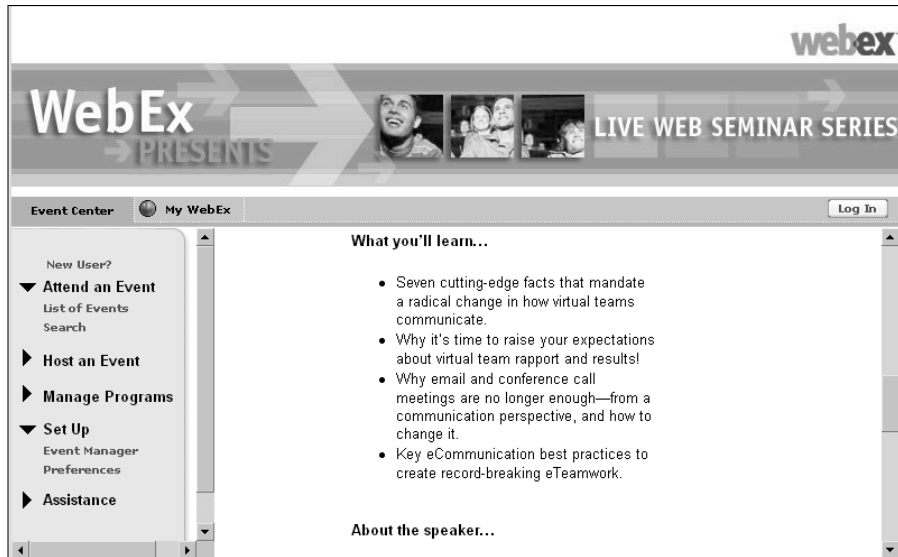 webex
WebEx
PRESENTS
LIVE WEB SEMINAR SERIES
Event Center
My WebEx
Log In
New User?
Attend an Event
List of Events
Search
Host an Event
Manage Programs
Set Up
Event Manager
Preferences
Assistance
What you'll learn...
• Seven cutting-edge facts that mandate
a radical change in how virtual teams
communicate.
• Why it's time to raise your expectations
about virtual team rapport and results!
• Why email and conference call
meetings are no longer enough—from a
communication perspective, and how to
change it.
• Key eCommunication best practices to
create record-breaking eTeamwork.
About the speaker...